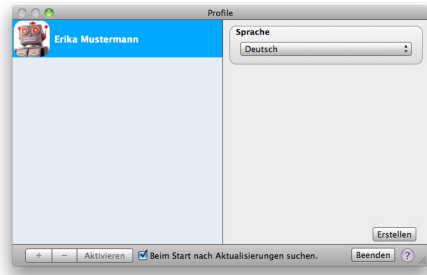 Profile
Erika Mustermann
Sprache
Deutsch
Erstellen
+ − Aktivieren Beim Start nach Aktualisierungen suchen. Beenden ?